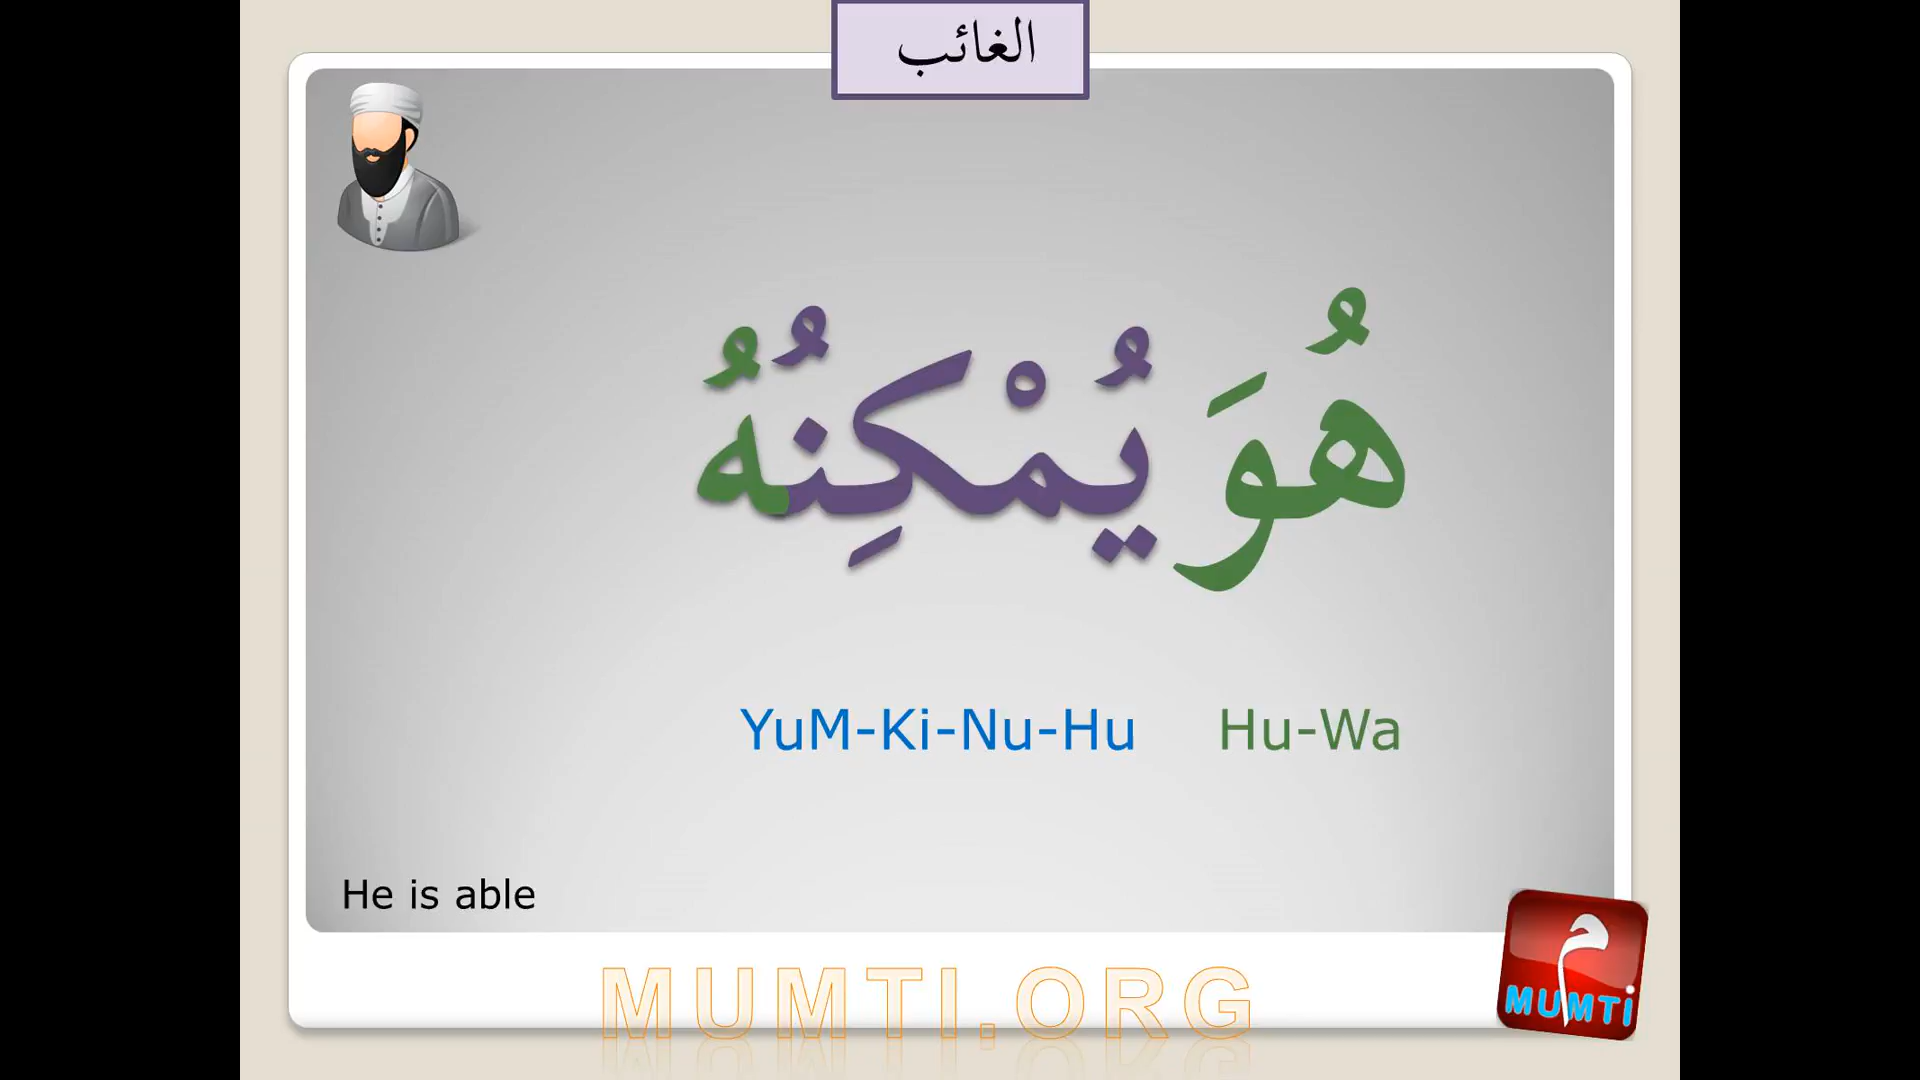 الغائب
هُوَ يُمْكِنُهُ
YuM-Ki-Nu-Hu Hu-Wa
He is able
MUMTI.ORG
م
MUMTi